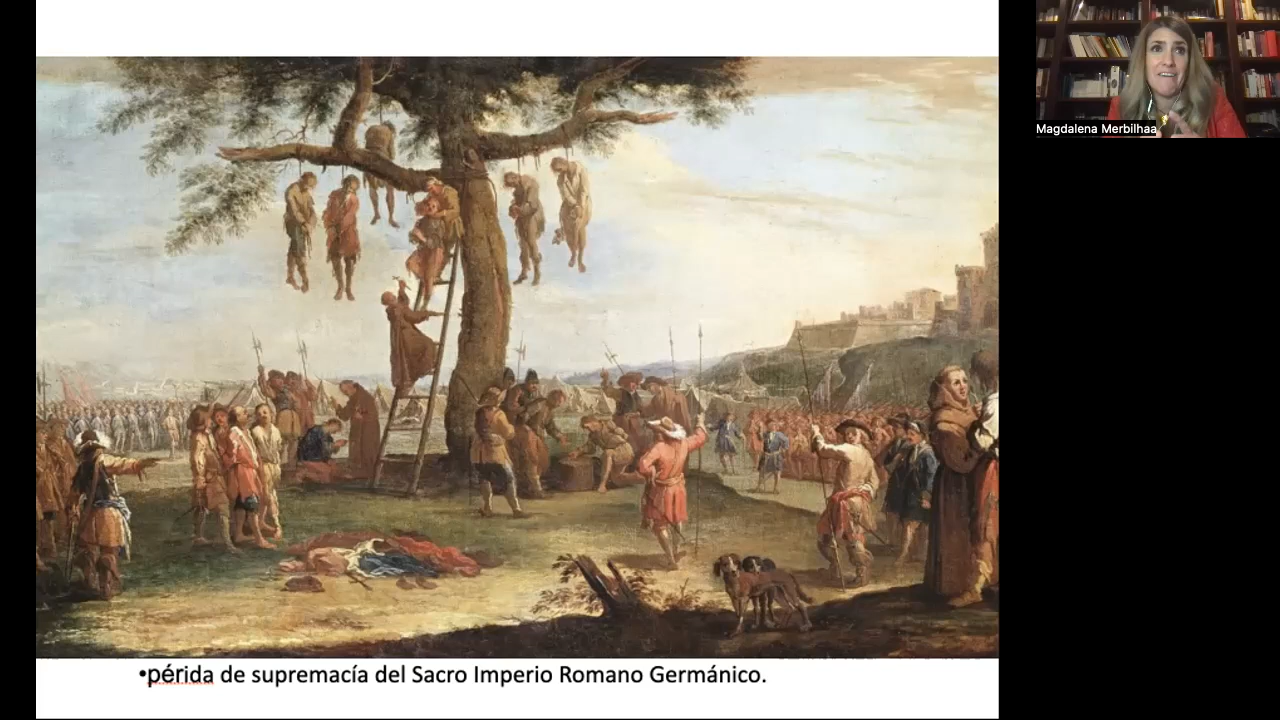 Magdalena Merbilhaa
•périda de supremacía del Sacro Imperio Romano Germánico.